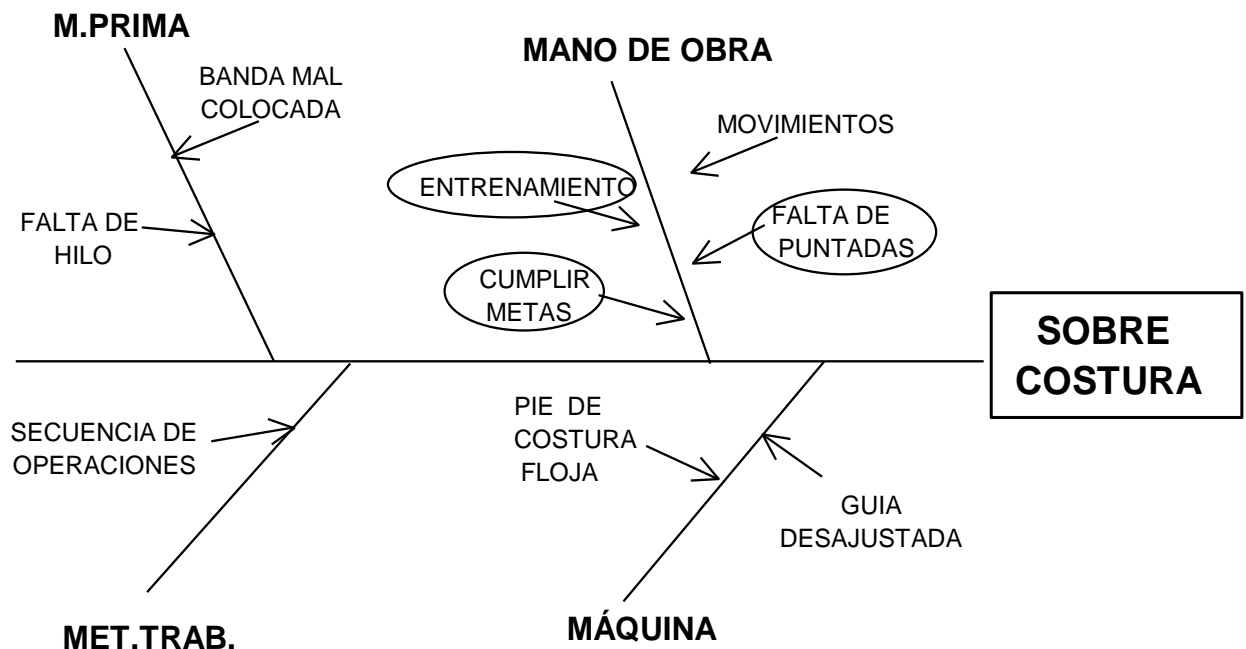 M.PRIMA
MANO DE OBRA
BANDA MAL
COLOCADA
MOVIMIENTOS
ENTRENAMIENTO
FALTA DE
HILO
FALTA DE
PUNTADAS
CUMPLIR
METAS
SOBRE
COSTURA
SECUENCIA DE
OPERACIONES
PIE DE
COSTURA
FLOJA
GUIA
DESAJUSTADA
MET.TRAB.
MÁQUINA